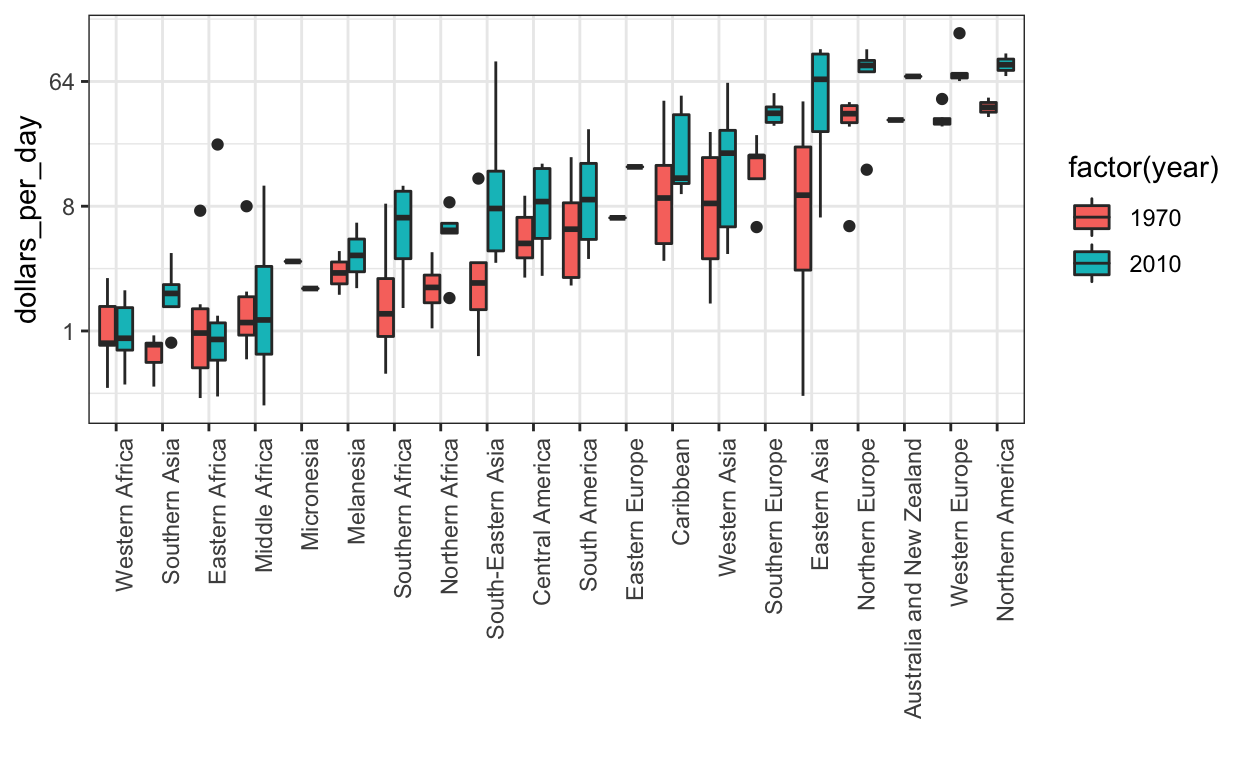 dollars_per_day
64
8
1
Western Africa
Southern Asia
Eastern Africa
Middle Africa
Micronesia
Melanesia
Southern Africa
Northern Africa
South-Eastern Asia
Central America
South America
Eastern Europe
Caribbean
Western Asia
Southern Europe
Eastern Asia
Northern Europe
Australia and New Zealand
Western Europe
Northern America
factor(year)
1970
2010